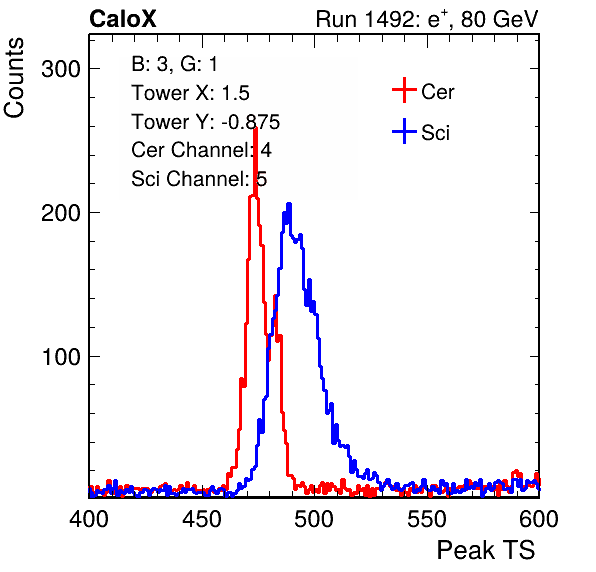 CaloX Run 1492: e+, 80 GeV
Counts
B: 3, G: 1
Tower X: 1.5
Tower Y: -0.875
Cer Channel: 4
Sci Channel: 5
Cer
Sci
300
200
100
400 450 500 550 600
Peak TS